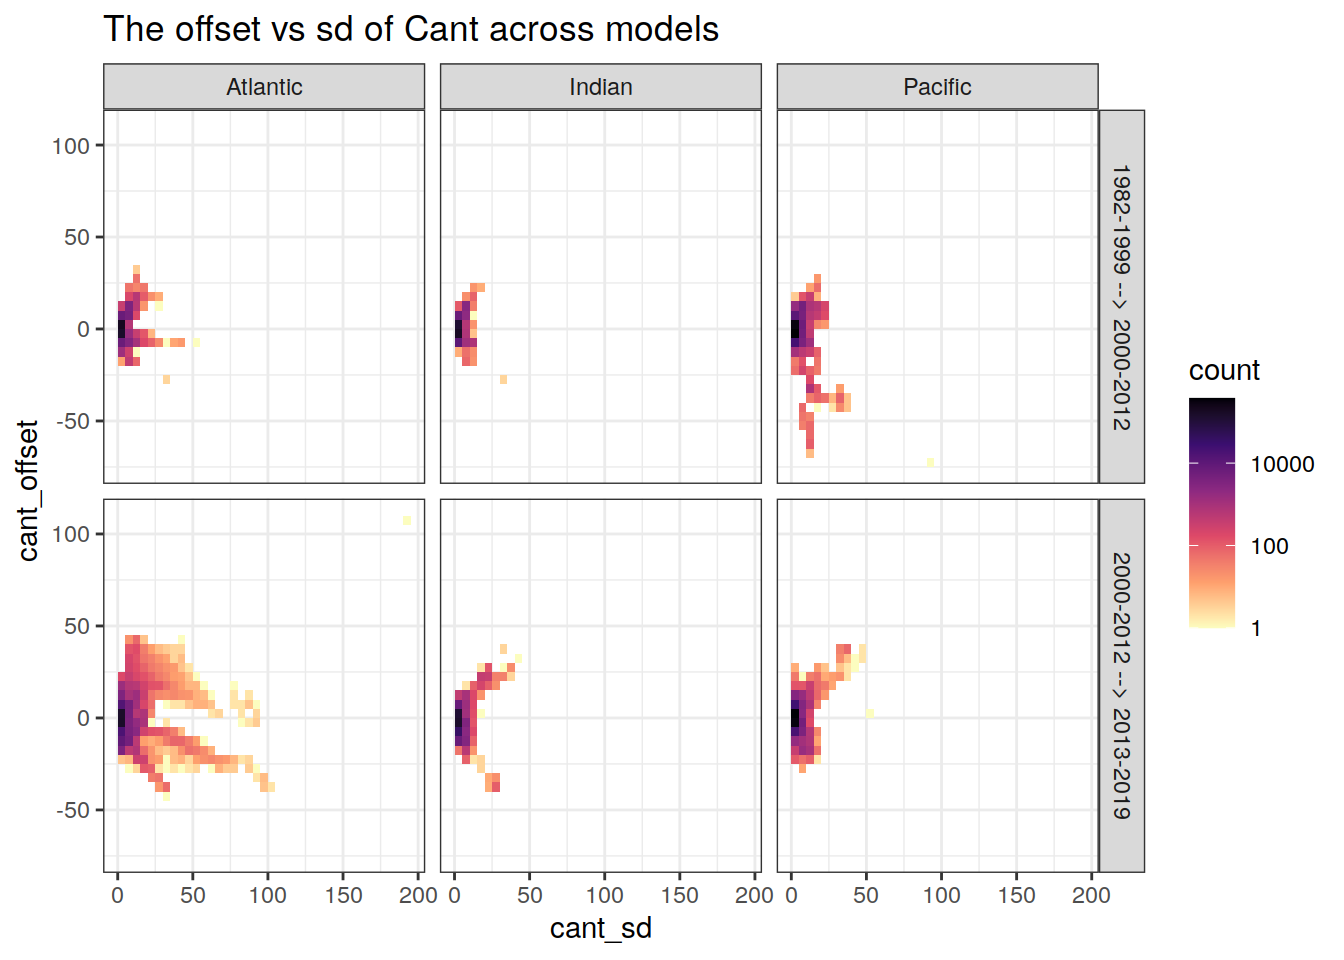 The offset vs sd of Cant across models
Atlantic
Indian
Pacific
100
50
0
-50
1982-1999 --> 2000-2012
100
50
0
-50
2000-2012 --> 2013-2019
cant_offset
0 50 100 150 200
0 50 100 150 200
0 50 100 150 200
cant_sd
count
10000
100
1